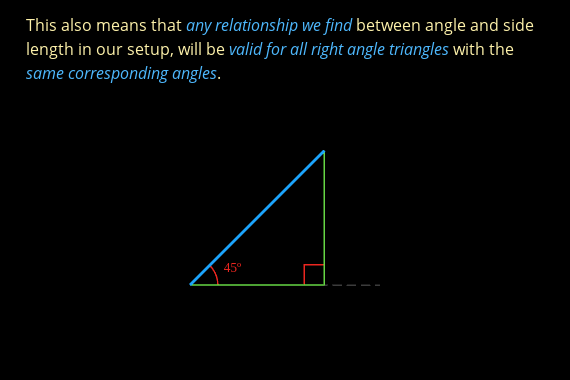 This also means that any relationship we find between angle and side
length in our setup, will be valid for all right angle triangles with the
same corresponding angles.
45°